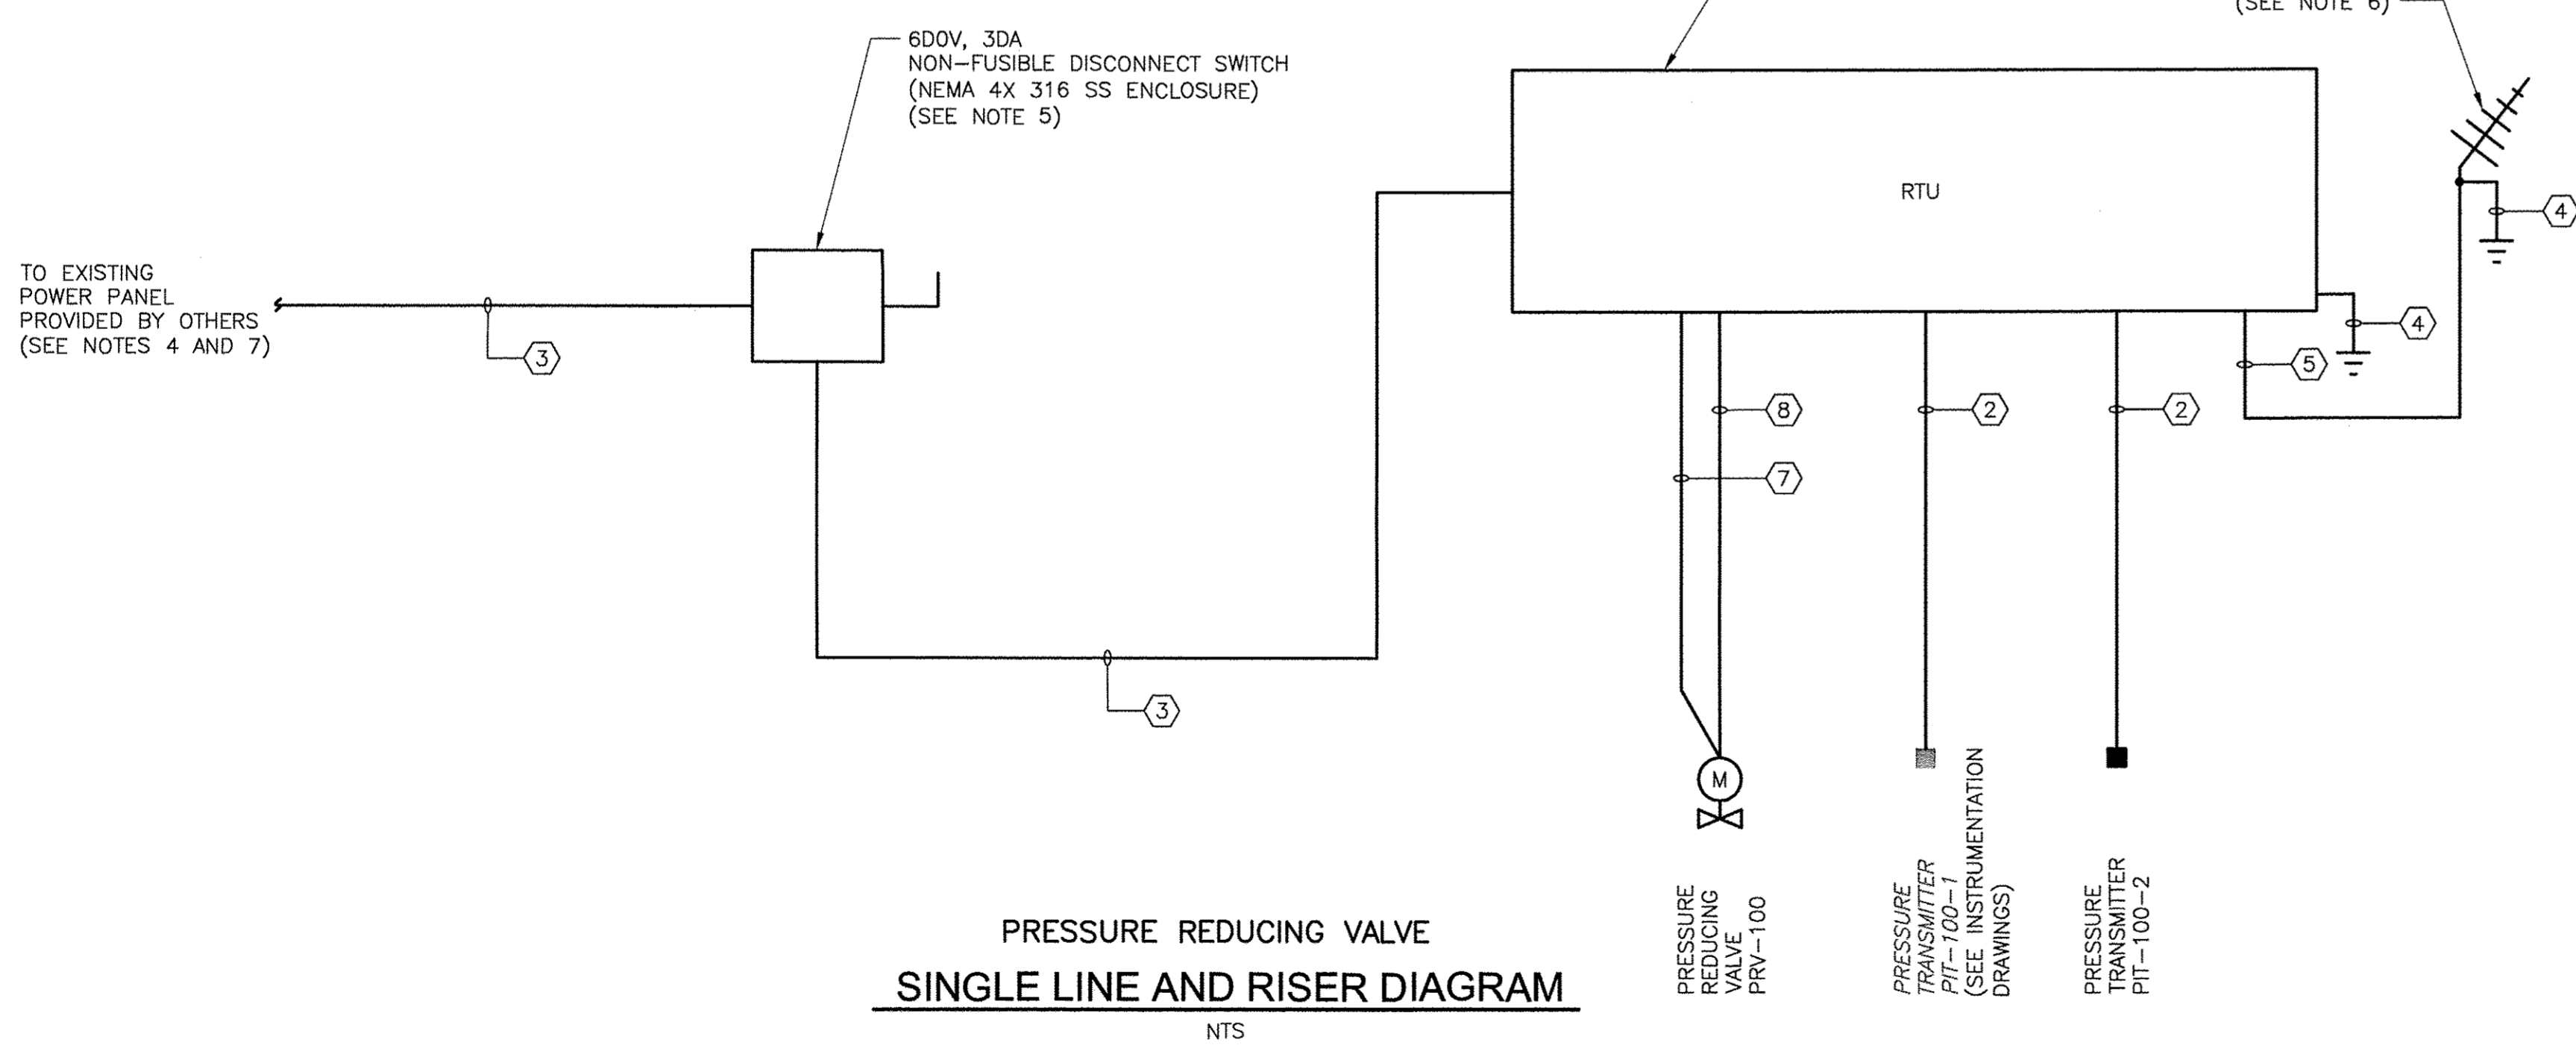 (SEE NOTE 6)
6D0V, 3DA
NON-FUSIBLE DISCONNECT SWITCH
(NEMA 4X 316 SS ENCLOSURE)
(SEE NOTE 5)
RTU
4
TO EXISTING
POWER PANEL
PROVIDED BY OTHERS
(SEE NOTES 4 AND 7)
3
4
5
8
2
2
7
3
M
PRESSURE
REDUCING
VALVE
PRV-100
PRESSURE
TRANSMITTER
PIT-100-1
(SEE INSTRUMENTATION
DRAWINGS)
PRESSURE
TRANSMITTER
PIT-100-2
PRESSURE REDUCING VALVE
SINGLE LINE AND RISER DIAGRAM
NTS